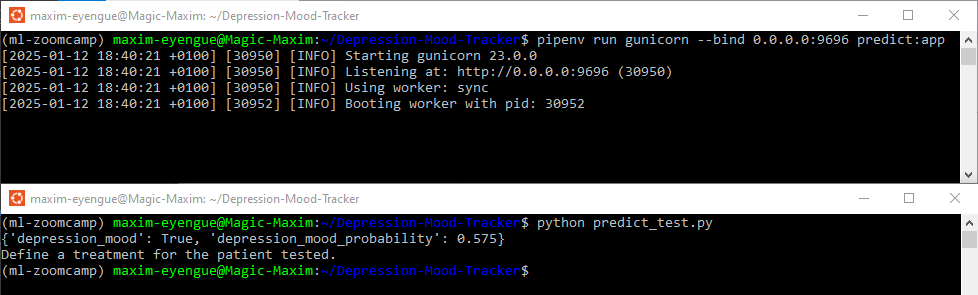 maxim-eyengue@Magic-Maxim: ~/Depression-Mood-Tracker
(ml-zoomcamp) maxim-eyengue@Magic-Maxim:~/Depression-Mood-Tracker$ pipenv run gunicorn --bind 0.0.0.0:9696 predict:app
[2025-01-12 18:40:21 +0100] [30950] [INFO] Starting gunicorn 23.0.0
[2025-01-12 18:40:21 +0100] [30950] [INFO] Listening at: http://0.0.0.0:9696 (30950)
[2025-01-12 18:40:21 +0100] [30950] [INFO] Using worker: sync
[2025-01-12 18:40:21 +0100] [30952] [INFO] Booting worker with pid: 30952
maxim-eyengue@Magic-Maxim: ~/Depression-Mood-Tracker
(ml-zoomcamp) maxim-eyengue@Magic-Maxim:~/Depression-Mood-Tracker$ python predict_test.py
{'depression_mood': True, 'depression_mood_probability': 0.575}
Define a treatment for the patient tested.
(ml-zoomcamp) maxim-eyengue@Magic-Maxim:~/Depression-Mood-Tracker$